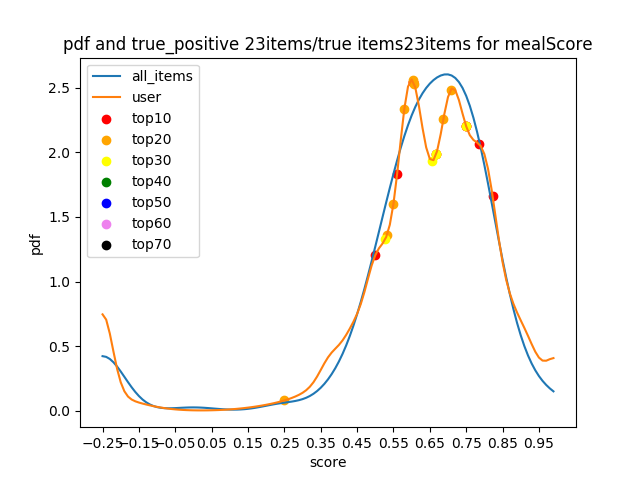 pdf and true_positive 23items/true items23items for mealScore
all_items
user
top10
top20
top30
top40
top50
top60
top70
pdf
2.5
2.0
1.5
1.0
0.5
0.0
−0.25 −0.15 −0.05 0.05 0.15 0.25 0.35 0.45 0.55 0.65 0.75 0.85 0.95
score